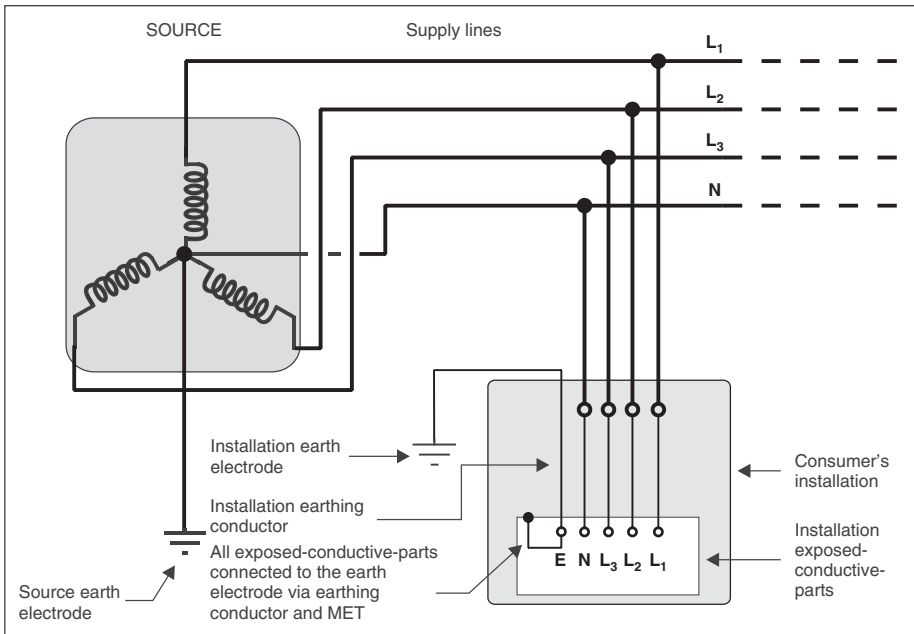 SOURCE
Supply lines
L₁
L₂
L₃
N
Installation earth
electrode
Installation earthing
conductor
All exposed-conductive-parts
connected to the earth
electrode via earthing
conductor and MET
Source earth
electrode
E N L₃ L₂ L₁
Consumer's
installation
Installation
exposed-
conductive-
parts